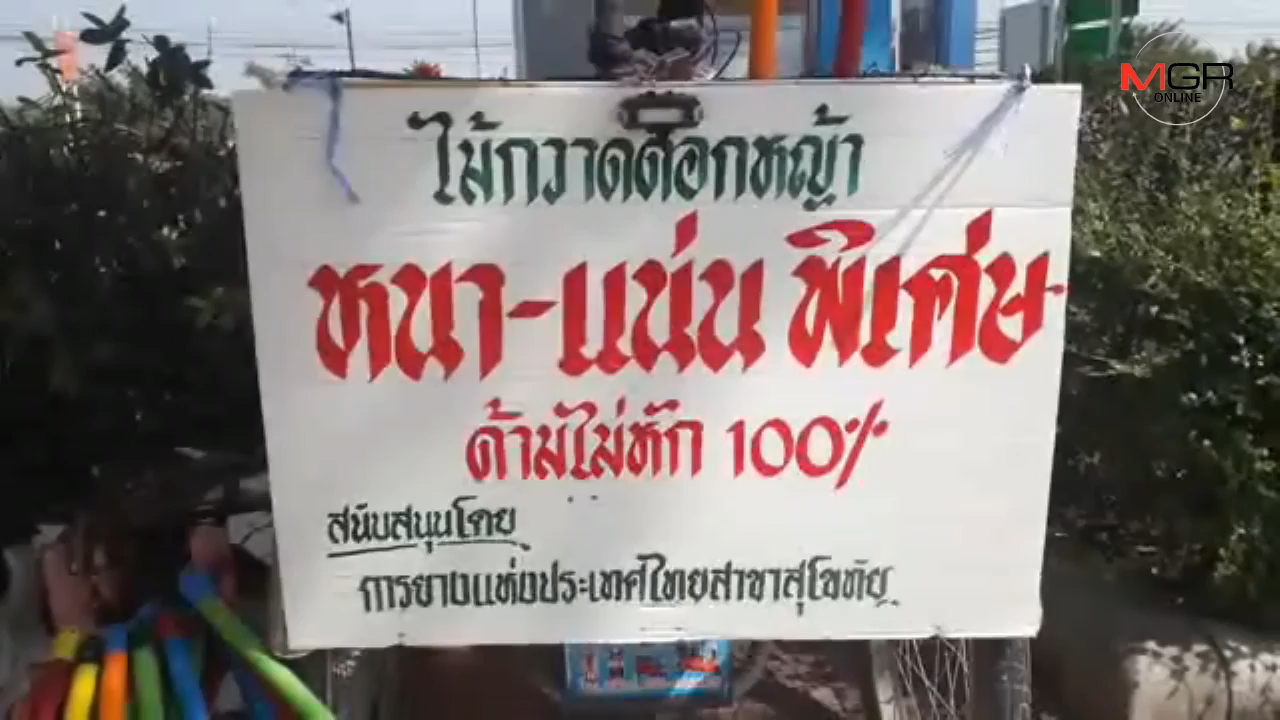 MGR
ONLINE
ไม้กวาดดอกหญ้า
หนา-แน่น พิเศษ
ด้ามไม่หัก 100%
สนับสนุนโดย
การยางแห่งประเทศไทยสาขาสุโขทัย